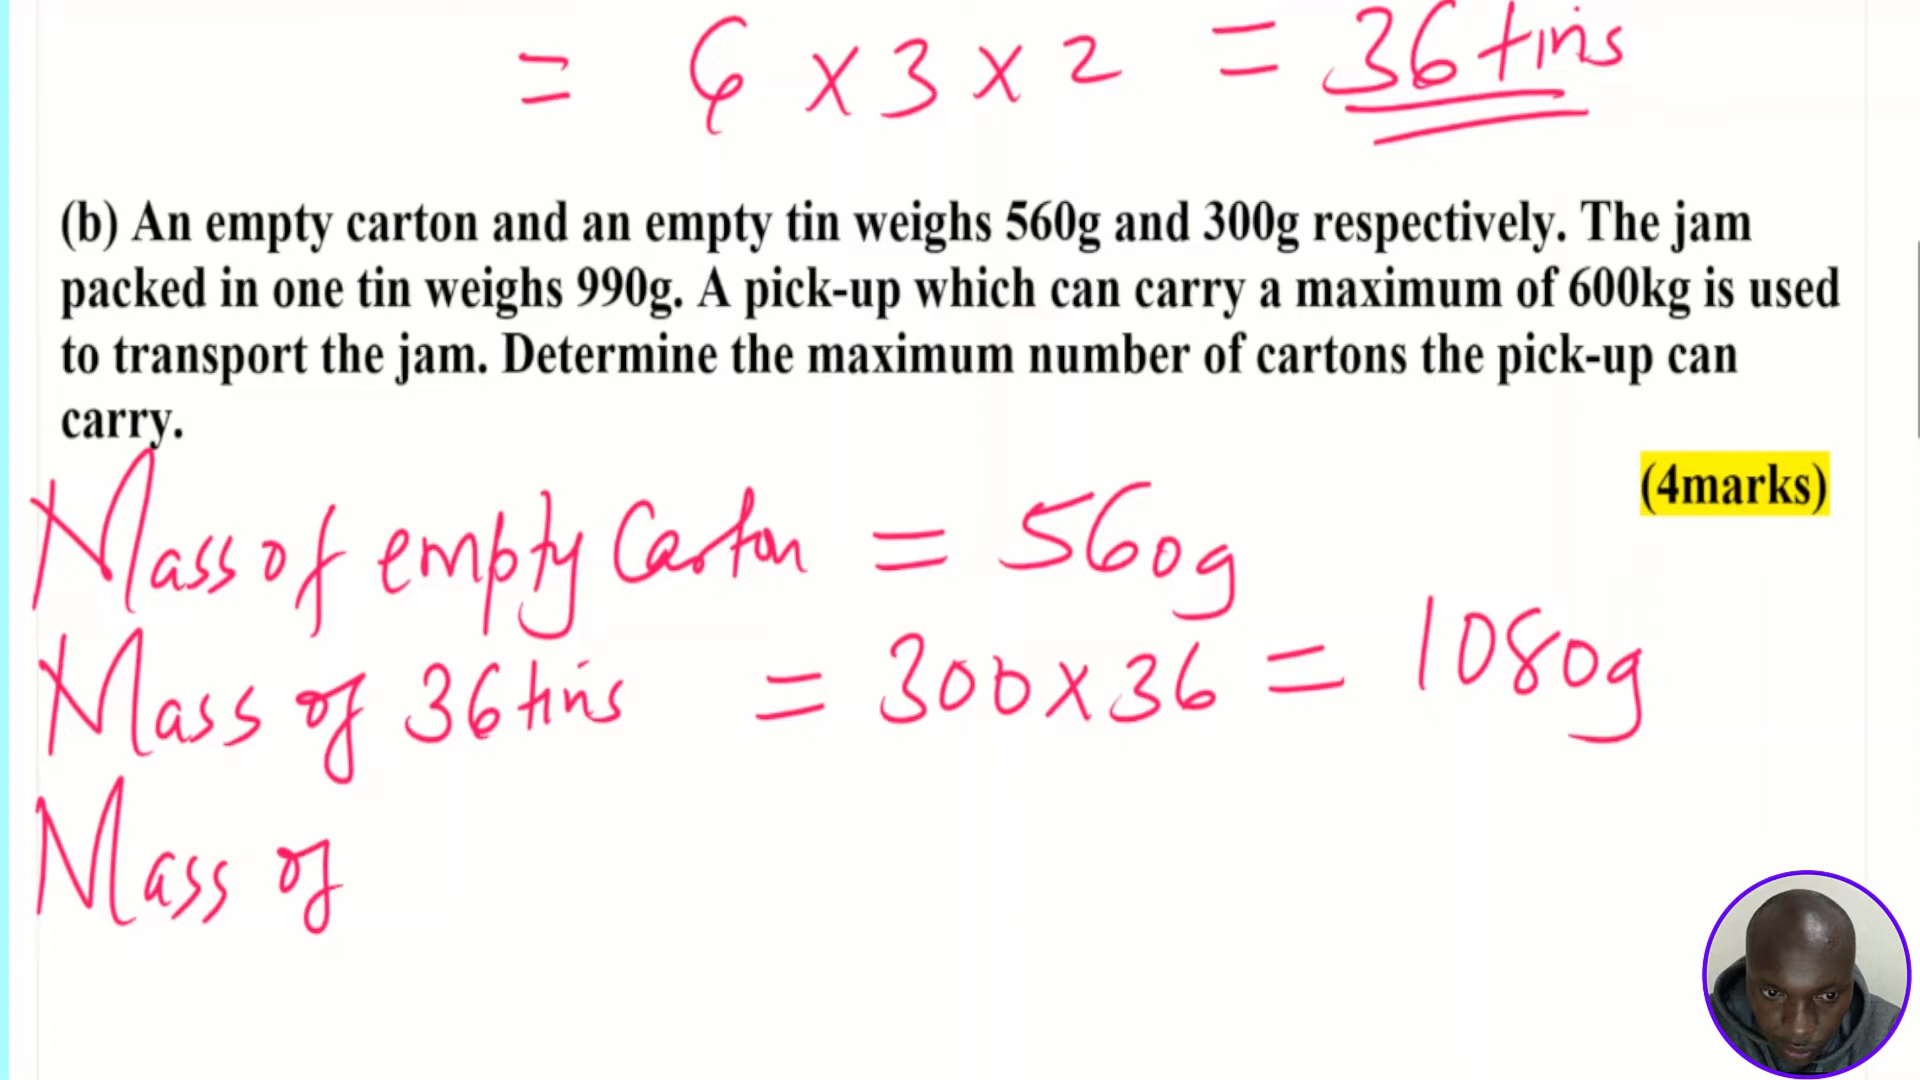 = 6 × 3 × 2 = 36 tins
(b) An empty carton and an empty tin weighs 560g and 300g respectively. The jam
packed in one tin weighs 990g. A pick-up which can carry a maximum of 600kg is used
to transport the jam. Determine the maximum number of cartons the pick-up can
carry.
(4marks)
Mass of empty Carton = 560g
Mass of 36 tins = 300 × 36 = 1080g
Mass of